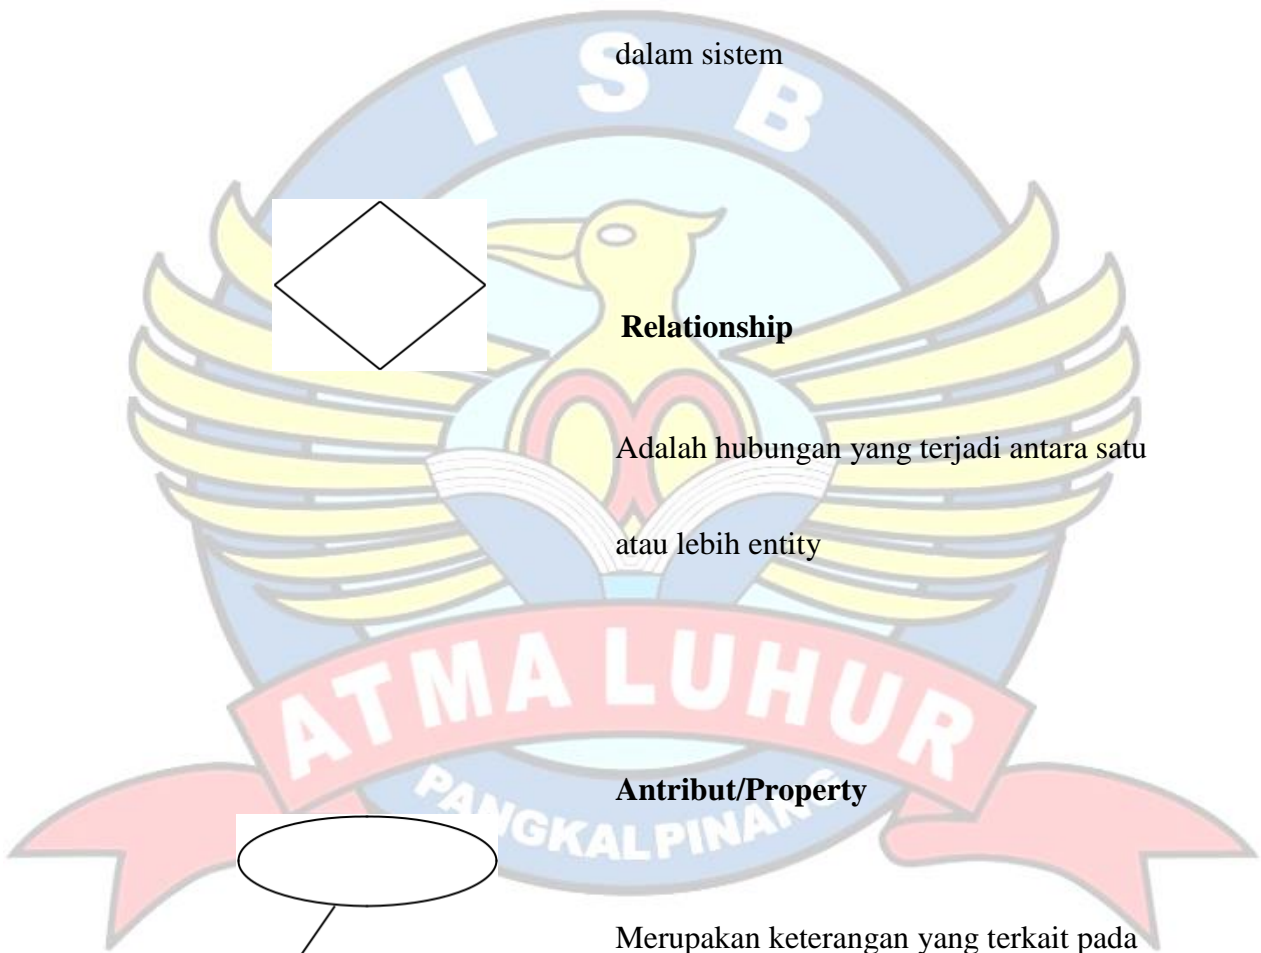 dalam sistem
I S B
Relationship
Adalah hubungan yang terjadi antara satu
atau lebih entity
ATMA LUHUR
Antribut/Property
PANGKALPINANG
Merupakan keterangan yang terkait pada